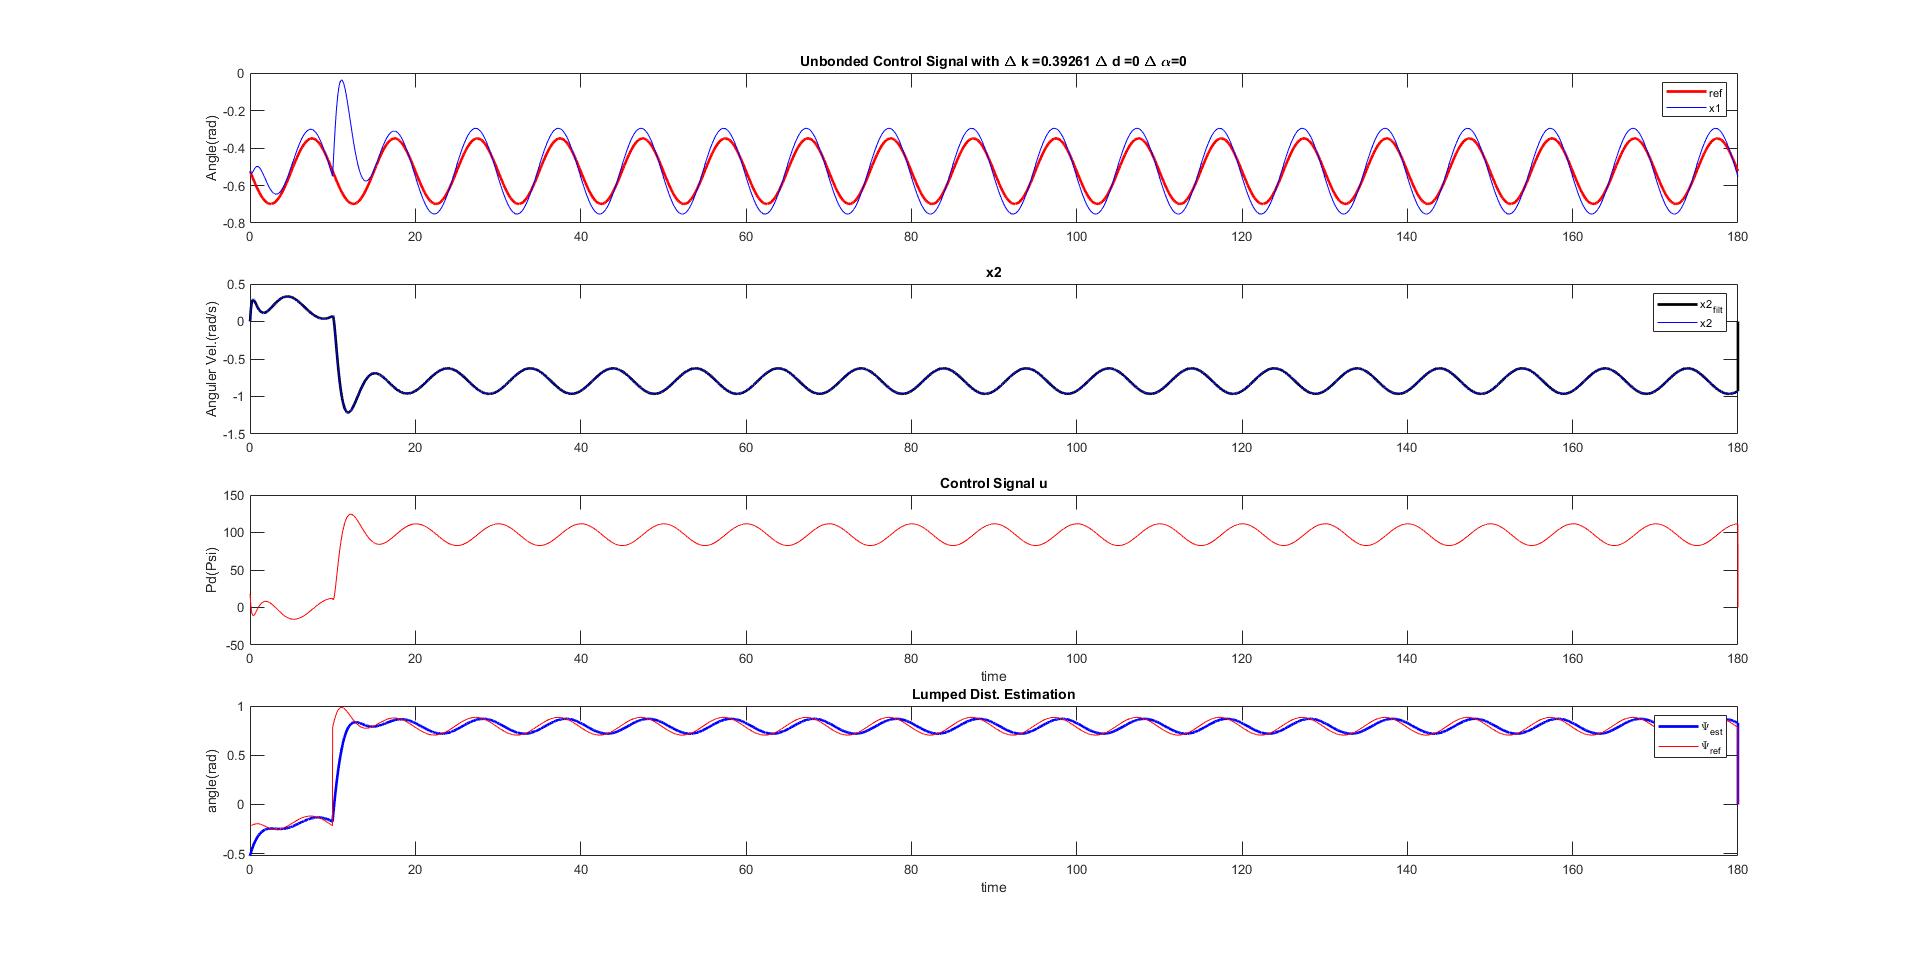 Unbonded Control Signal with Δ k =0.39261 Δ d =0 Δ α=0
0
-0.2
-0.4
-0.6
-0.8
Angle(rad)
ref
x1
0 20 40 60 80 100 120 140 160 180
x2
0.5
0
-0.5
-1
-1.5
Anguler Vel.(rad/s)
x2filt
x2
0 20 40 60 80 100 120 140 160 180
Control Signal u
150
100
50
0
-50
Pd(Psi)
0 20 40 60 80 100 120 140 160 180
time
Lumped Dist. Estimation
1
0.5
0
-0.5
angle(rad)
Ψest
Ψref
0 20 40 60 80 100 120 140 160 180
time